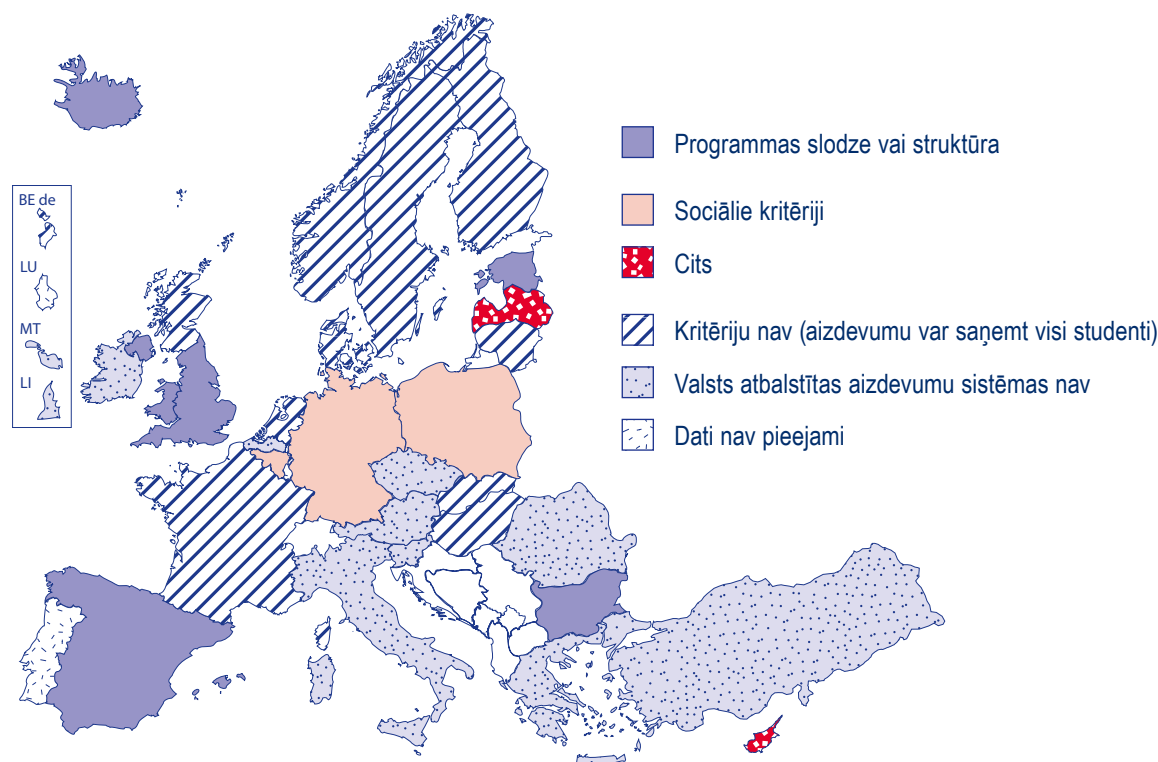 BE de
LU
MT
LI
Programmas slodze vai struktūra
Sociālie kritēriji
Cits
Kritēriju nav (aizdevumu var saņemt visi studenti)
Valsts atbalstītas aizdevumu sistēmas nav
Dati nav pieejami